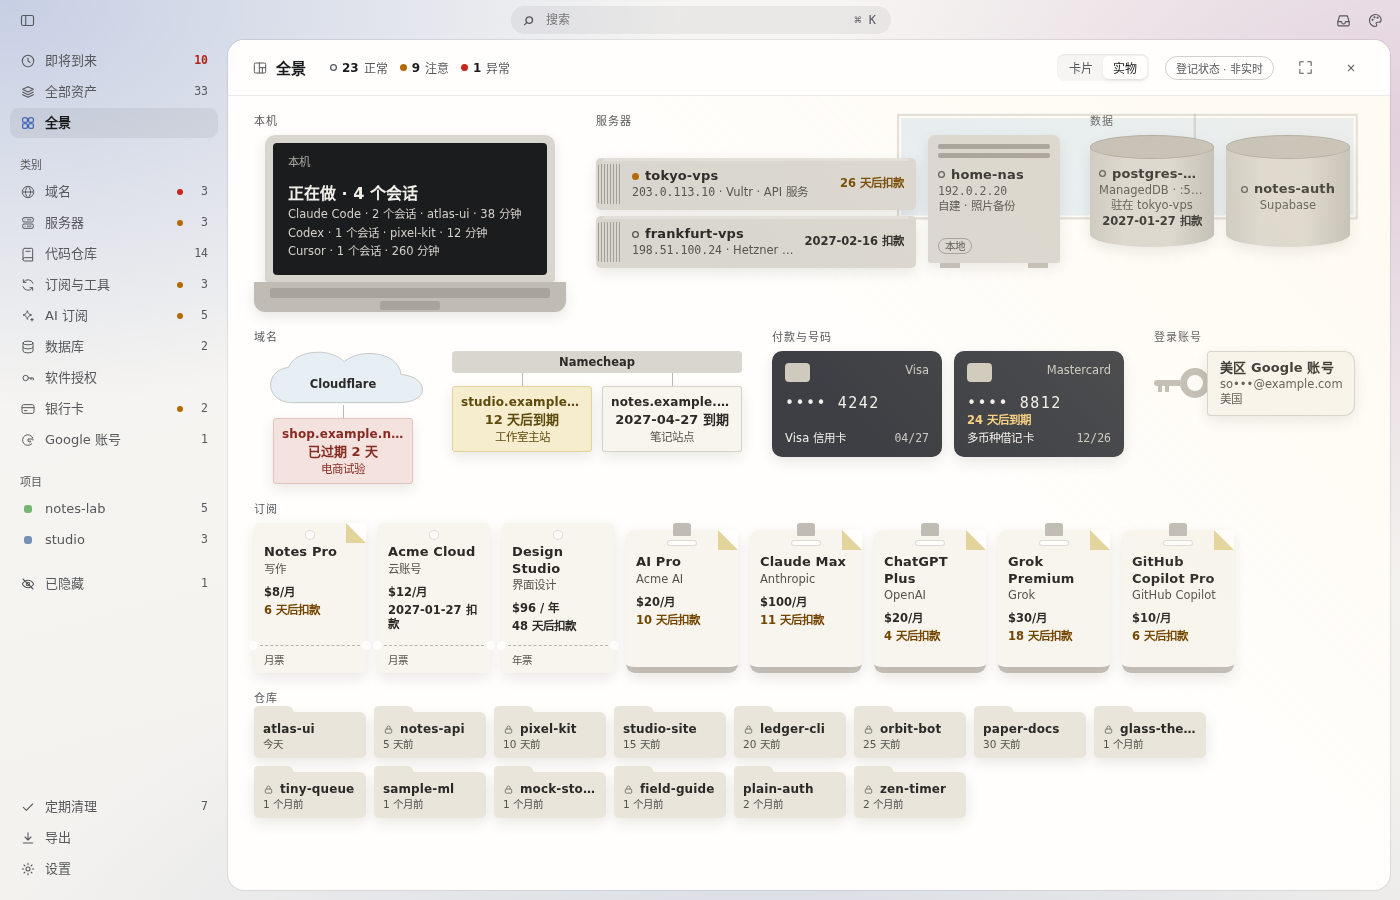 搜索
⌘ K
即将到来 10
全部资产 33
全景
类别
域名 3
服务器 3
代码仓库 14
订阅与工具 3
AI 订阅 5
数据库 2
软件授权
银行卡 2
Google 账号 1
项目
notes-lab 5
studio 3
已隐藏 1
定期清理 7
导出
设置
全景
23 正常
9 注意
1 异常
卡片
实物
登记状态 · 非实时
×
本机
本机
正在做 · 4 个会话
Claude Code · 2 个会话 · atlas-ui · 38 分钟
Codex · 1 个会话 · pixel-kit · 12 分钟
Cursor · 1 个会话 · 260 分钟
服务器
tokyo-vps
203.0.113.10 · Vultr · API 服务
26 天后扣款
frankfurt-vps
198.51.100.24 · Hetzner …
2027-02-16 扣款
home-nas
192.0.2.20
自建 · 照片备份
本地
数据
postgres-…
ManagedDB · :5…
驻在 tokyo-vps
2027-01-27 扣款
notes-auth
Supabase
域名
Cloudflare
shop.example.n…
已过期 2 天
电商试验
Namecheap
studio.example…
12 天后到期
工作室主站
notes.example.…
2027-04-27 到期
笔记站点
付款与号码
Visa
•••• 4242
Visa 信用卡
04/27
Mastercard
•••• 8812
24 天后到期
多币种借记卡
12/26
登录账号
美区 Google 账号
so•••@example.com
美国
订阅
Notes Pro
写作
$8/月
6 天后扣款
月票
Acme Cloud
云账号
$12/月
2027-01-27 扣
款
月票
Design
Studio
界面设计
$96 / 年
48 天后扣款
年票
AI Pro
Acme AI
$20/月
10 天后扣款
Claude Max
Anthropic
$100/月
11 天后扣款
ChatGPT
Plus
OpenAI
$20/月
4 天后扣款
Grok
Premium
Grok
$30/月
18 天后扣款
GitHub
Copilot Pro
GitHub Copilot
$10/月
6 天后扣款
仓库
atlas-ui
今天
notes-api
5 天前
pixel-kit
10 天前
studio-site
15 天前
ledger-cli
20 天前
orbit-bot
25 天前
paper-docs
30 天前
glass-the…
1 个月前
tiny-queue
1 个月前
sample-ml
1 个月前
mock-sto…
1 个月前
field-guide
1 个月前
plain-auth
2 个月前
zen-timer
2 个月前